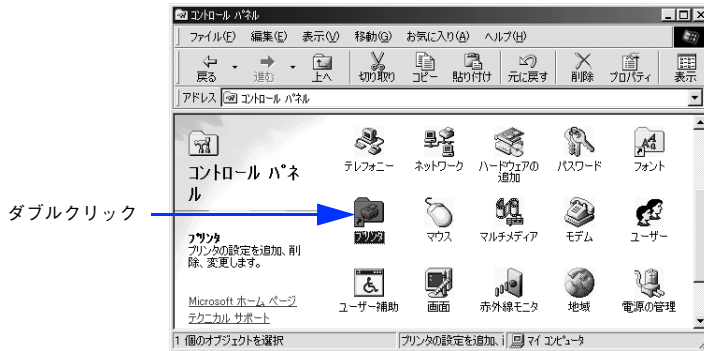 コントロール パネル
ファイル(F) 編集(E) 表示(V) 移動(G) お気に入り(A) ヘルプ(H)
戻る 進む 上へ 切り取り コピー 貼り付け 元に戻す 削除 プロパティ 表示
アドレス コントロール パネル
コントロール パネ
ル
プリンタ
プリンタの設定を追加、削
除、変更します。
Microsoft ホーム ページ
テクニカル サポート
テレフォニー ネットワーク ハードウェアの
追加 パスワード フォント
ダブルクリック
プリンタ マウス マルチメディア モデム ユーザー
ユーザー補助 画面 赤外線モニタ 地域 電源の管理
1 個のオブジェクトを選択 プリンタの設定を追加、i マイ コンピュータ